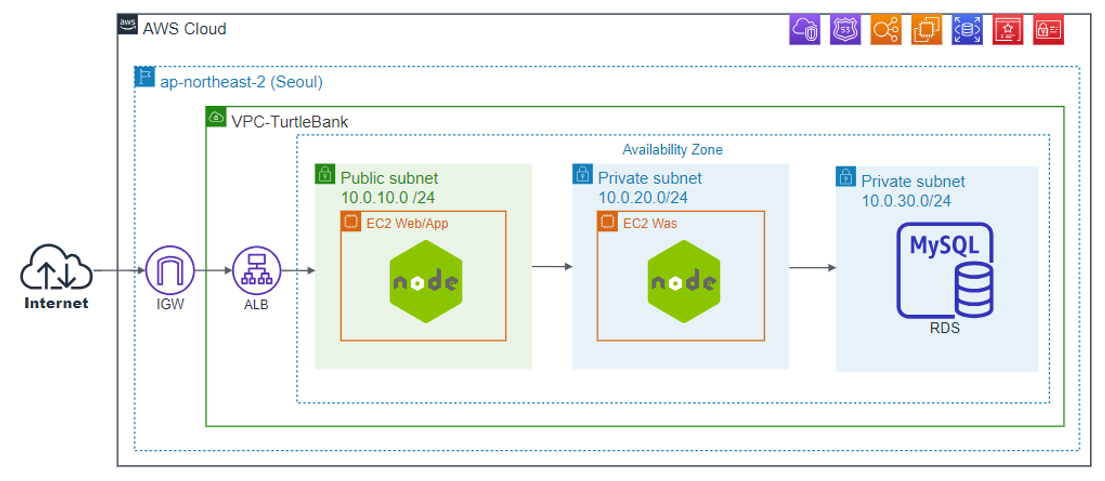 aws
AWS Cloud
53
ap-northeast-2 (Seoul)
VPC-TurtleBank
Availability Zone
Public subnet
10.0.10.0 /24
EC2 Web/App
node
Private subnet
10.0.20.0/24
EC2 Was
node
Private subnet
10.0.30.0/24
MySQL
RDS
Internet
IGW
ALB